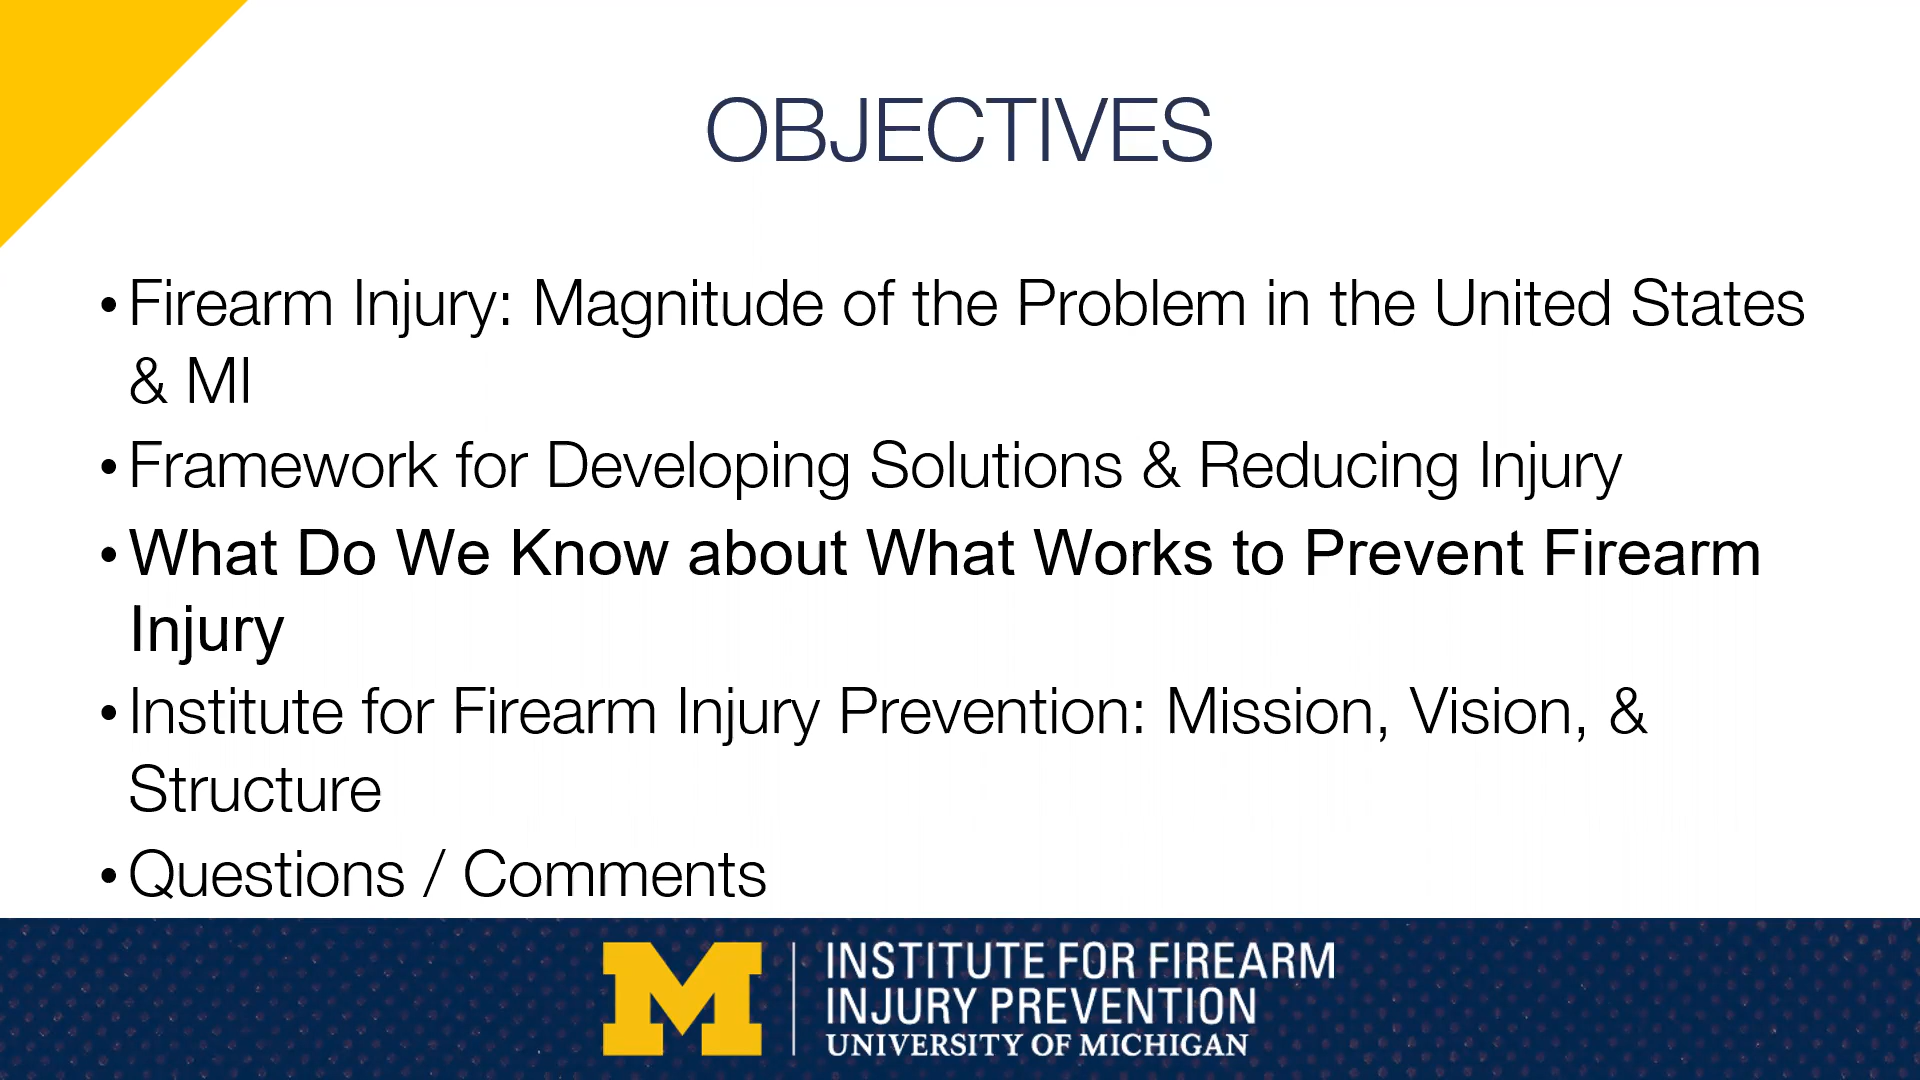 OBJECTIVES
• Firearm Injury: Magnitude of the Problem in the United States
& MI
• Framework for Developing Solutions & Reducing Injury
• What Do We Know about What Works to Prevent Firearm
Injury
• Institute for Firearm Injury Prevention: Mission, Vision, &
Structure
• Questions / Comments
M
INSTITUTE FOR FIREARM
INJURY PREVENTION
UNIVERSITY OF MICHIGAN